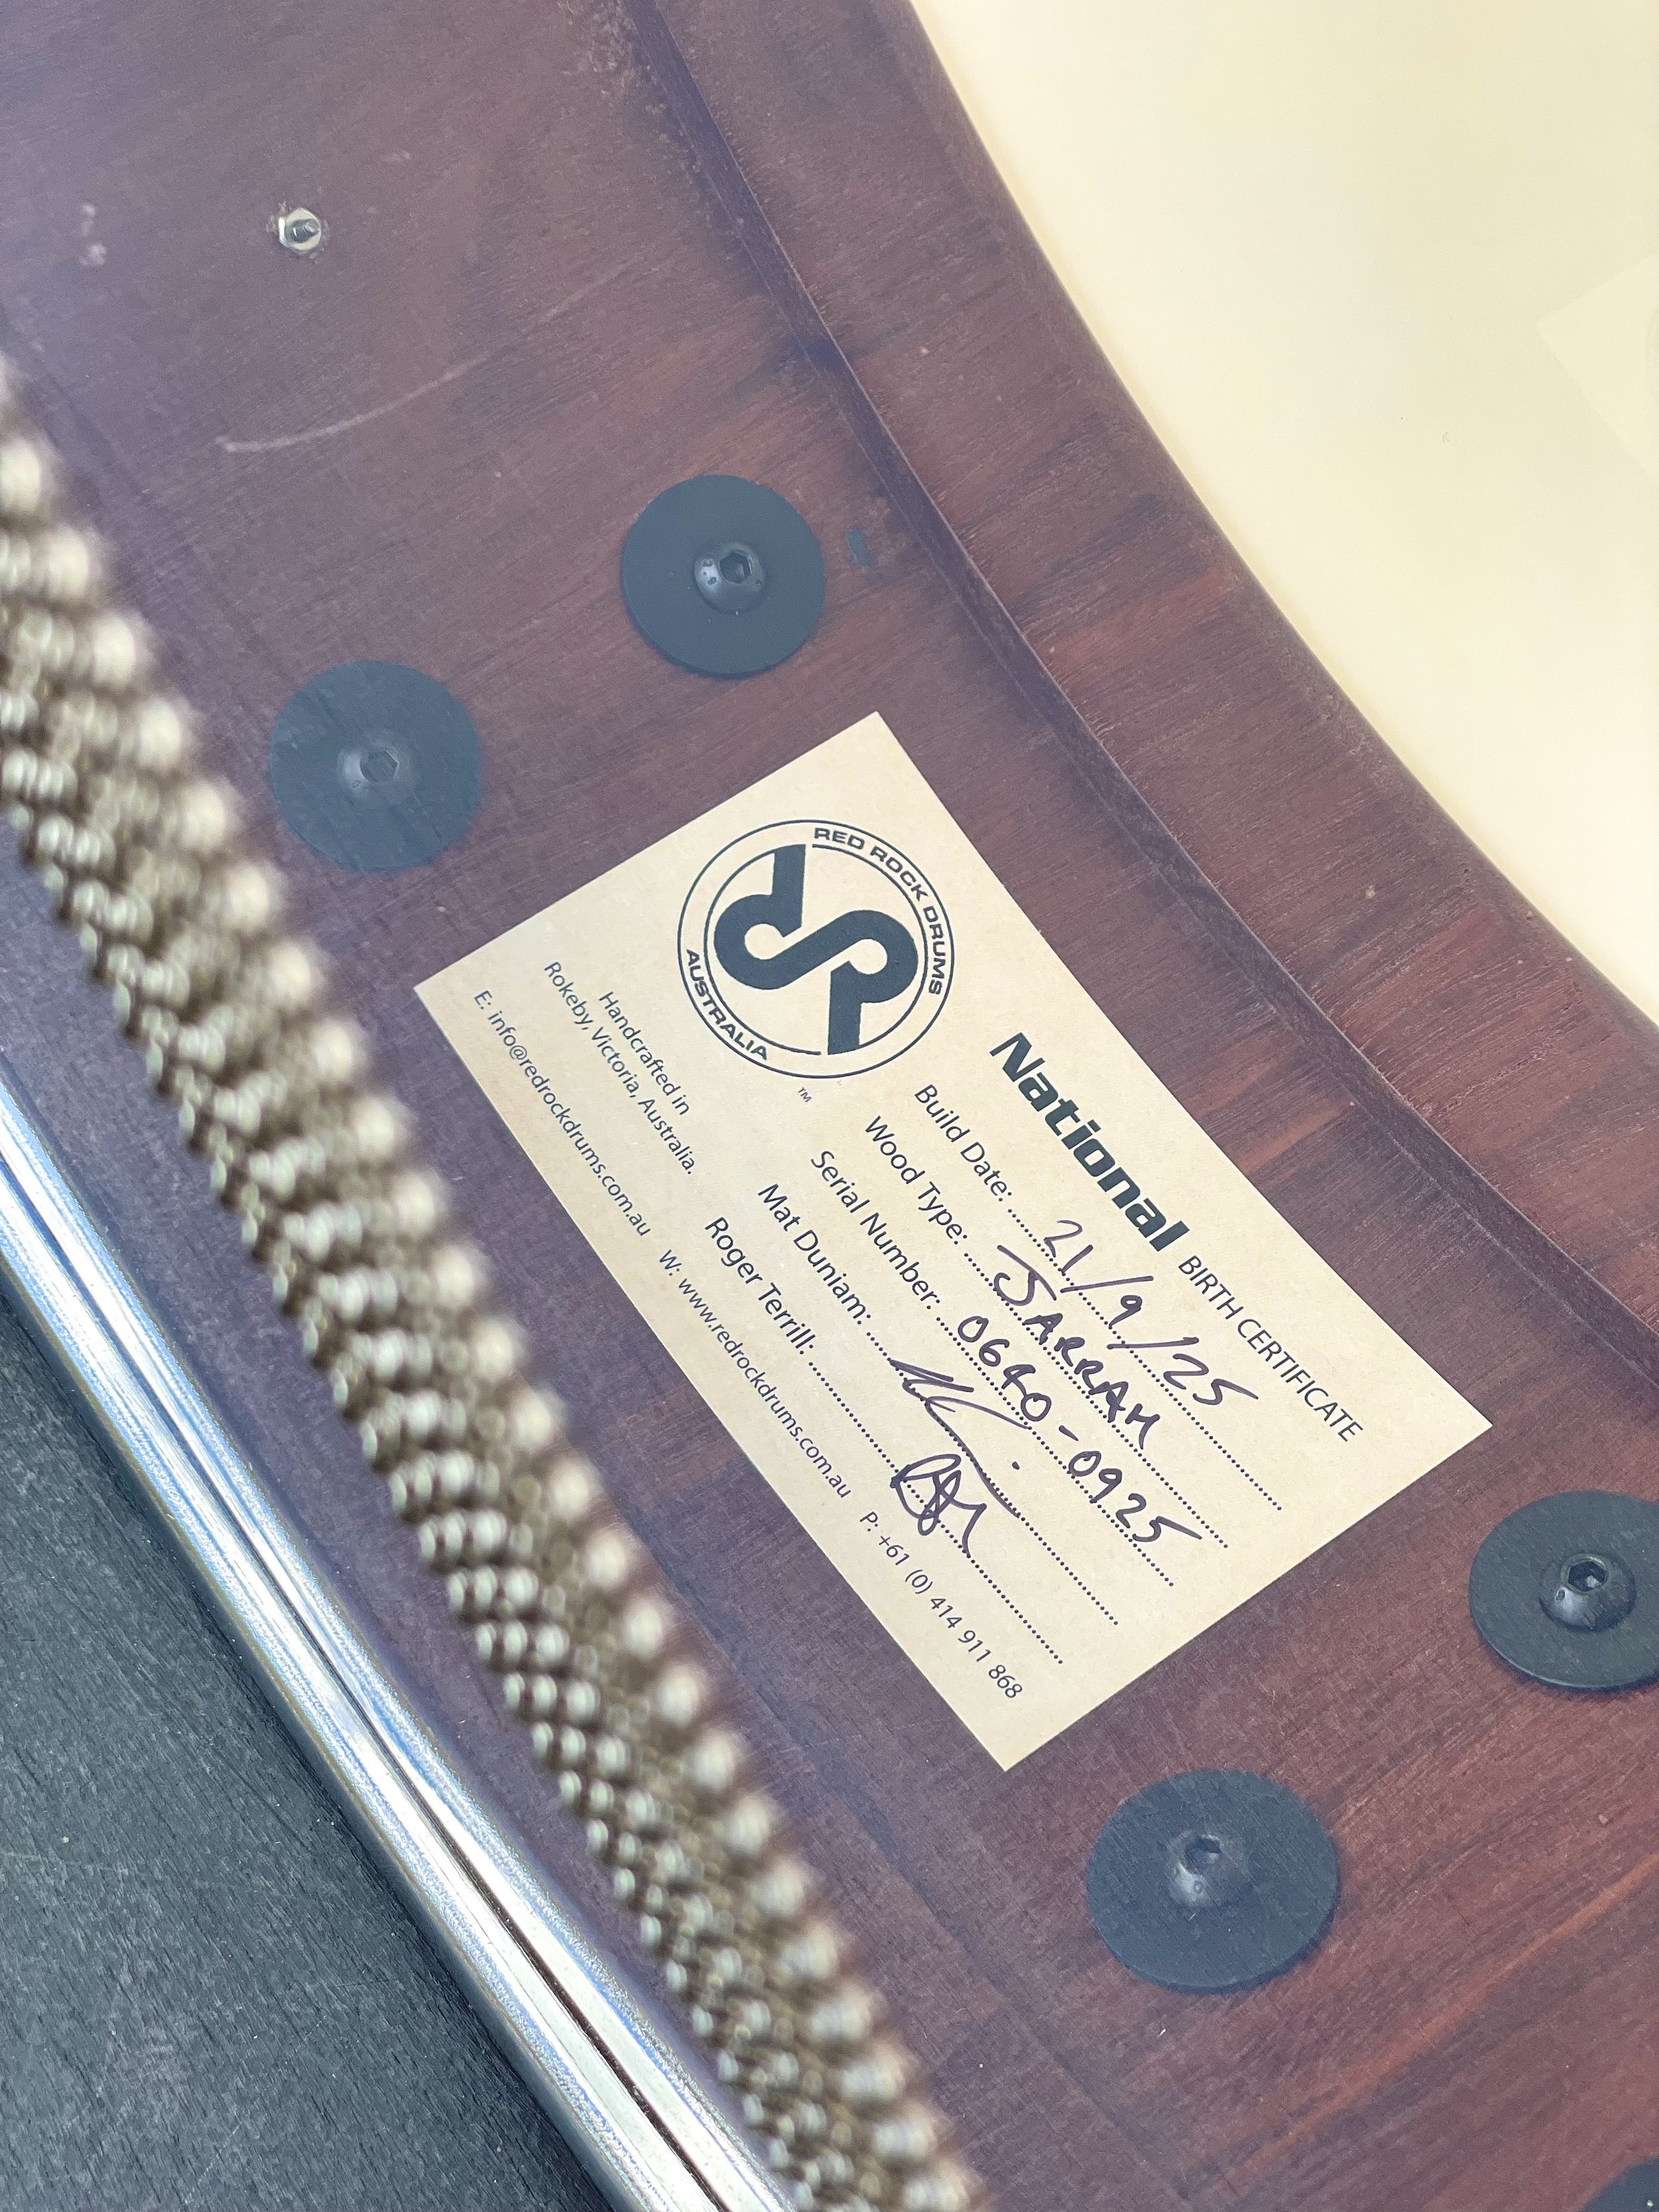 RED ROCK DRUMS
AUSTRALIA
TM
Handcrafted in
Rokeby, Victoria, Australia.
National BIRTH CERTIFICATE
Build Date: 21/9/25
Wood Type: JARRAH
Serial Number: 0640-0925
Mat Duniam:
Roger Terrill:
E: info@redrockdrums.com.au W: www.redrockdrums.com.au P: +61 (0) 414 911 868